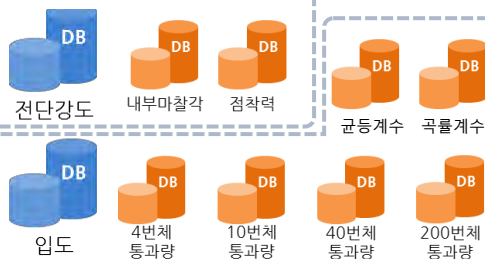 DB DB DB DB DB
전단강도 내부마찰각 점착력 균등계수 곡률계수
DB DB DB DB DB
입도 4번체 10번체 40번체 200번체
통과량 통과량 통과량 통과량